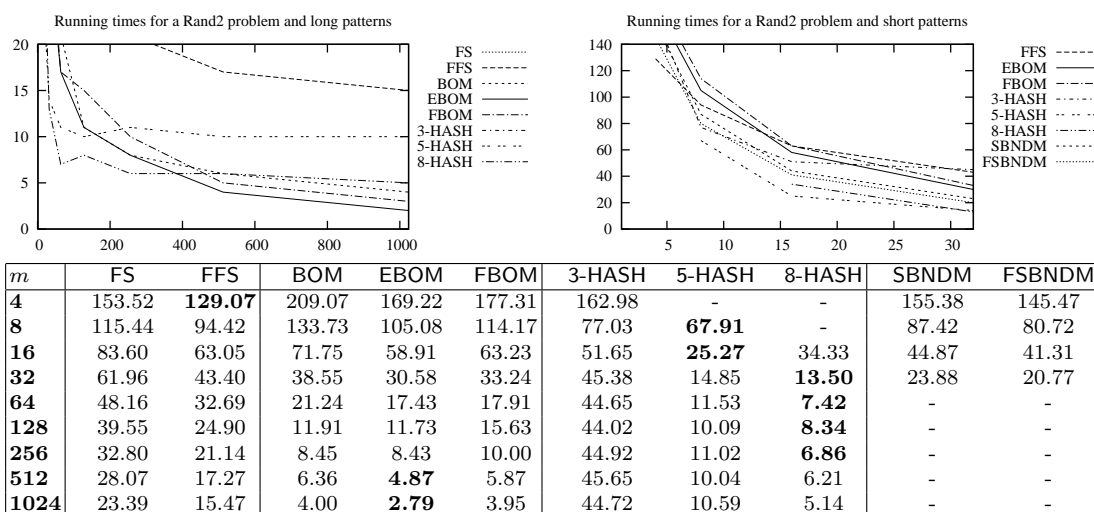 Running times for a Rand2 problem and long patterns
20
15
10
5
0
0 200 400 600 800 1000
FS
FFS
BOM
EBOM
FBOM
3-HASH
5-HASH
8-HASH
Running times for a Rand2 problem and short patterns
140
120
100
80
60
40
20
0
5 10 15 20 25 30
FFS
EBOM
FBOM
3-HASH
5-HASH
8-HASH
SBNDM
FSBNDM
m FS FFS BOM EBOM FBOM 3-HASH 5-HASH 8-HASH SBNDM FSBNDM
4 153.52 129.07 209.07 169.22 177.31 162.98 - - 155.38 145.47
8 115.44 94.42 133.73 105.08 114.17 77.03 67.91 - 87.42 80.72
16 83.60 63.05 71.75 58.91 63.23 51.65 25.27 34.33 44.87 41.31
32 61.96 43.40 38.55 30.58 33.24 45.38 14.85 13.50 23.88 20.77
64 48.16 32.69 21.24 17.43 17.91 44.65 11.53 7.42 - -
128 39.55 24.90 11.91 11.73 15.63 44.02 10.09 8.34 - -
256 32.80 21.14 8.45 8.43 10.00 44.92 11.02 6.86 - -
512 28.07 17.27 6.36 4.87 5.87 45.65 10.04 6.21 - -
1024 23.39 15.47 4.00 2.79 3.95 44.72 10.59 5.14 - -